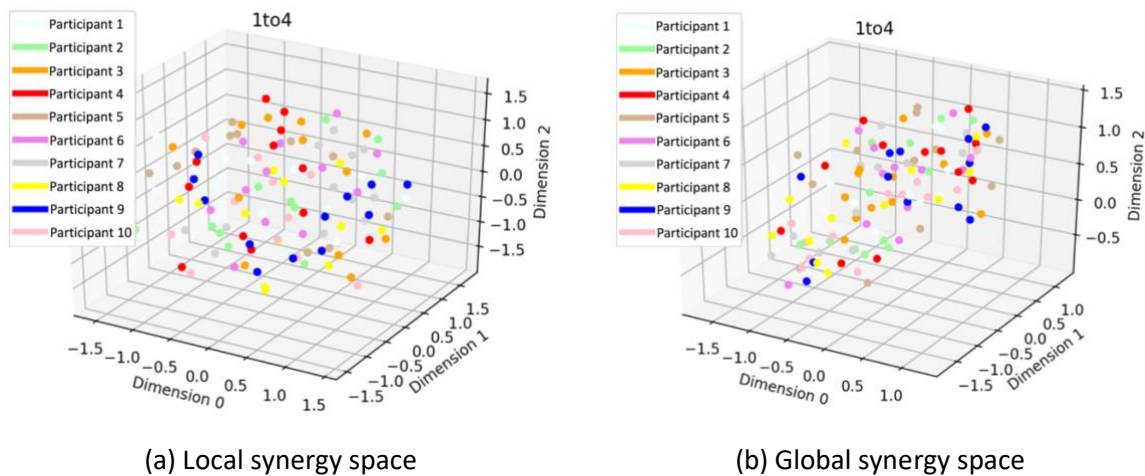 1to4
Participant 1
Participant 2
Participant 3
Participant 4
Participant 5
Participant 6
Participant 7
Participant 8
Participant 9
Participant 10
1.5
1.0
0.5
0.0
−0.5
−1.0
−1.5
Dimension 2
−1.5
−1.0
−0.5
0.0
0.5
1.0
1.5
Dimension 0
−1.5
−1.0
−0.5
0.0
0.5
1.0
1.5
Dimension 1
(a) Local synergy space
1to4
Participant 1
Participant 2
Participant 3
Participant 4
Participant 5
Participant 6
Participant 7
Participant 8
Participant 9
Participant 10
1.5
1.0
0.5
0.0
−0.5
Dimension 2
−1.5
−1.0
−0.5
0.0
0.5
1.0
Dimension 0
−1.5
−1.0
−0.5
0.0
0.5
1.0
Dimension 1
(b) Global synergy space